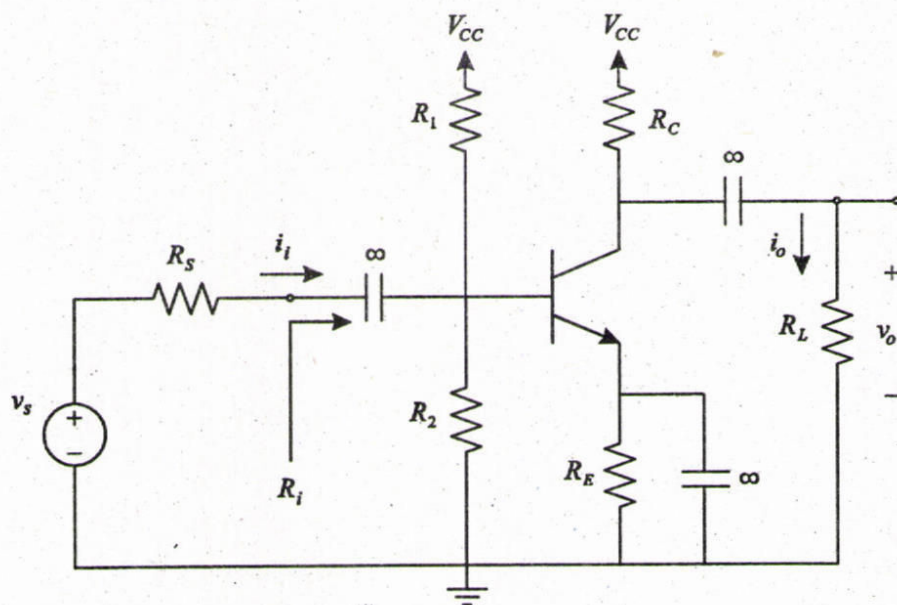 V_CC V_CC
R_1 R_C
∞
R_S i_i ∞ i_o
+
R_L v_o
v_s + −
R_2 −
R_i R_E ∞